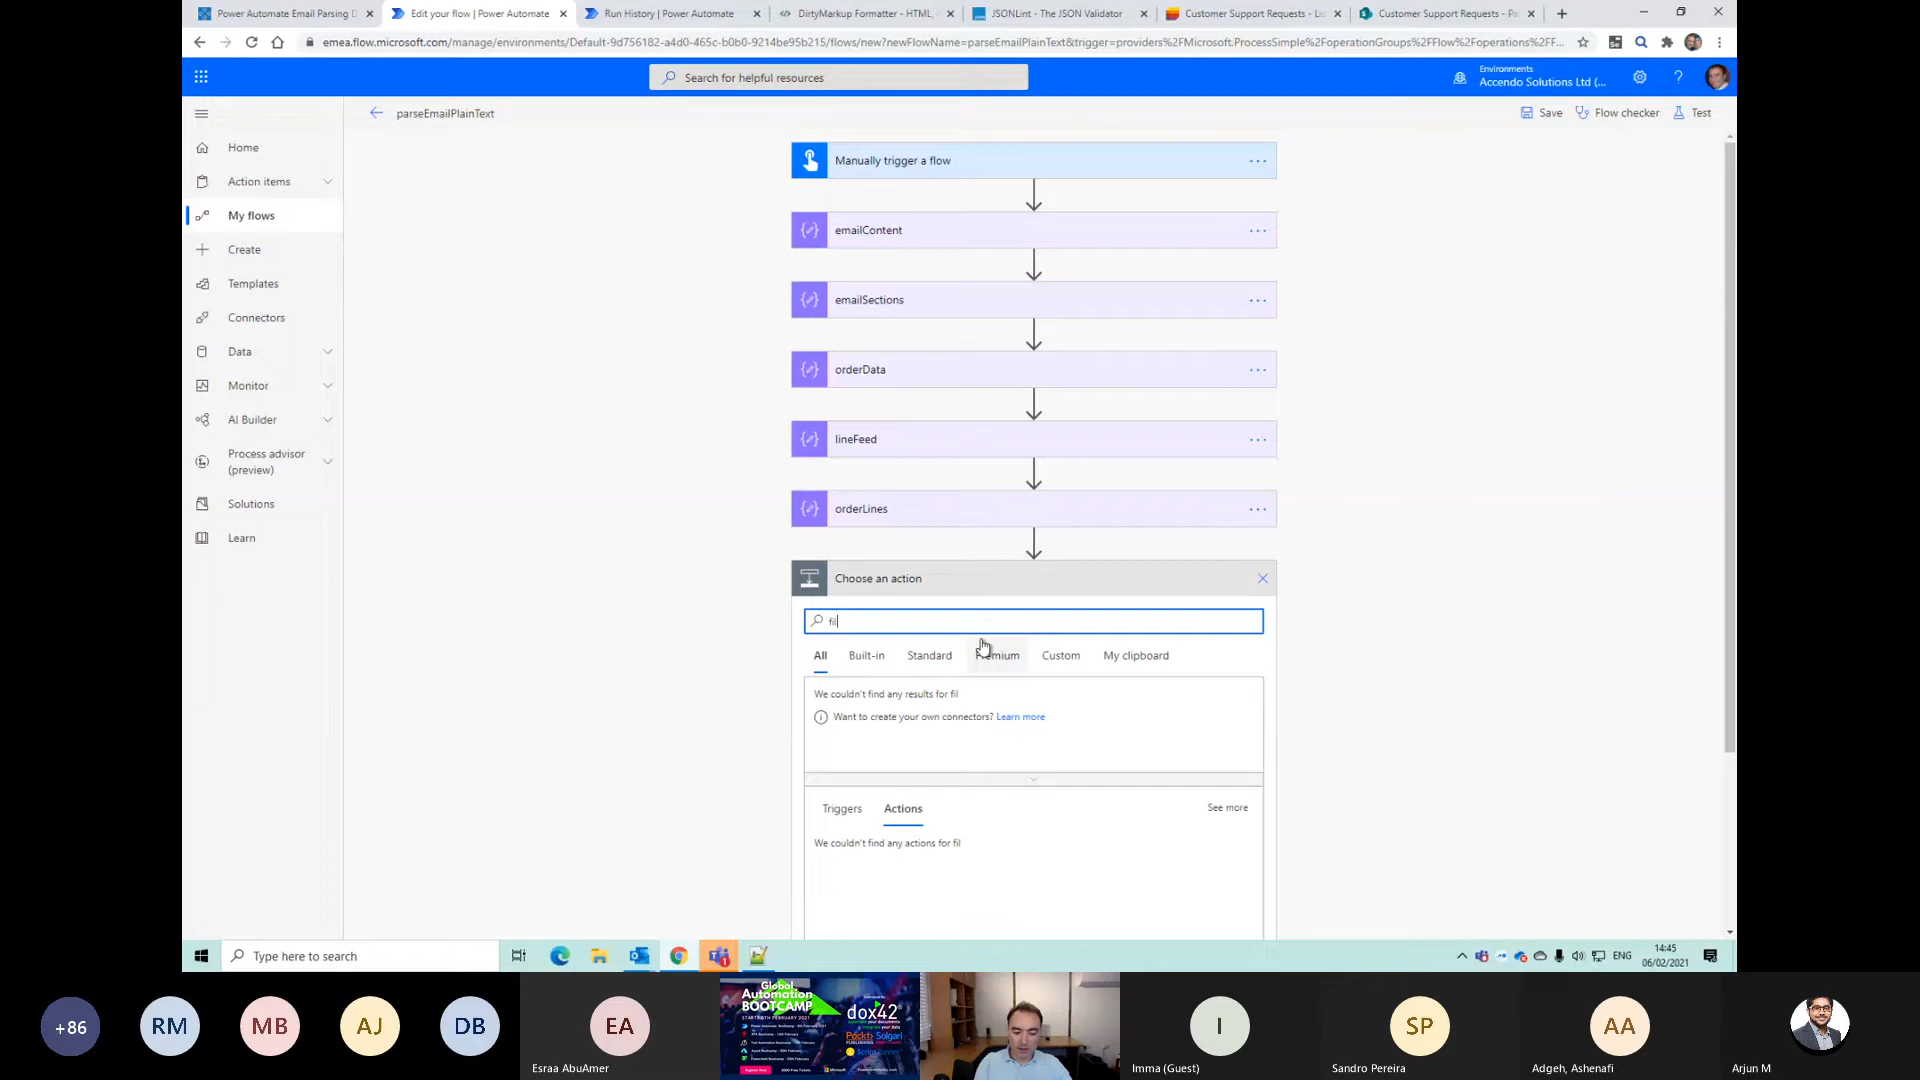 Power Automate Email Parsing D
Edit your flow | Power Automate
Run History | Power Automate
DirtyMarkup Formatter - HTML,
JSONLint - The JSON Validator
Customer Support Requests - Li
Customer Support Requests - Pa
emea.flow.microsoft.com/manage/environments/Default-9d756182-a4d0-465c-b0b0-9214be95b215/flows/new?newFlowName=parseEmailPlainText&trigger=providers%2FMicrosoft.ProcessSimple%2FoperationGroups%2FFlow%2Foperations%2FF...
Search for helpful resources
Environments
Accendo Solutions Ltd (...
parseEmailPlainText
Save
Flow checker
Test
Home
Action items
My flows
Create
Templates
Connectors
Data
Monitor
AI Builder
Process advisor
(preview)
Solutions
Learn
Manually trigger a flow
emailContent
emailSections
orderData
lineFeed
orderLines
Choose an action
fil
All
Built-in
Standard
Premium
Custom
My clipboard
We couldn't find any results for fil
Want to create your own connectors? Learn more
Triggers
Actions
See more
We couldn't find any actions for fil
Type here to search
ENG
14:45
06/02/2021
+86
RM
MB
AJ
DB
EA
Esraa AbuAmer
Global
Automation
BOOTCAMP
dox42
I
Imma (Guest)
SP
Sandro Pereira
AA
Adgeh, Ashenafi
Arjun M